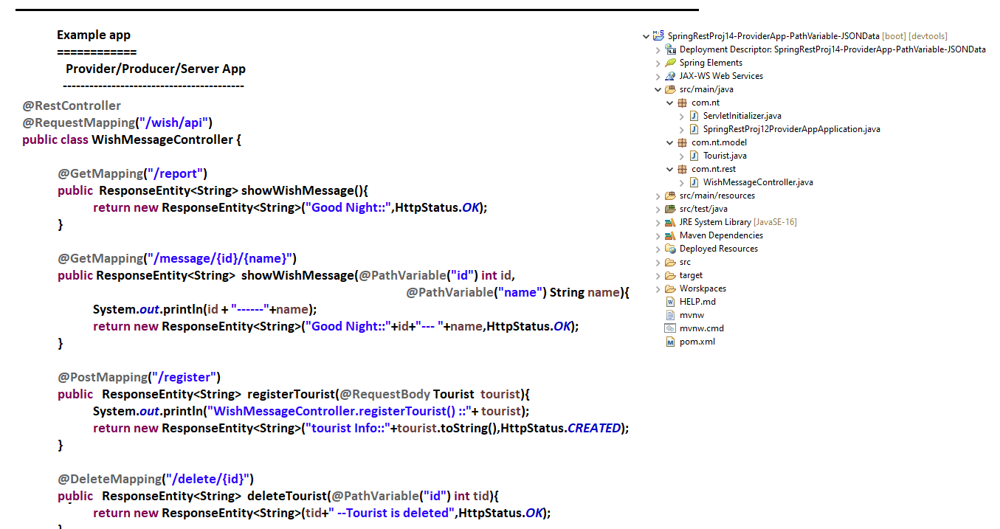 Example app
============
Provider/Producer/Server App
-----------------------------------------
@RestController
@RequestMapping("/wish/api")
public class WishMessageController {
@GetMapping("/report")
public  ResponseEntity<String> showWishMessage(){
return new ResponseEntity<String>("Good Night::",HttpStatus.OK);
}
@GetMapping("/message/{id}/{name}")
public ResponseEntity<String>  showWishMessage(@PathVariable("id") int id,
@PathVariable("name") String name){
System.out.println(id + "------"+name);
return new ResponseEntity<String>("Good Night::"+id+"--- "+name,HttpStatus.OK);
}
@PostMapping("/register")
public   ResponseEntity<String>  registerTourist(@RequestBody Tourist  tourist){
System.out.println("WishMessageController.registerTourist() ::"+ tourist);
return new ResponseEntity<String>("tourist Info::"+tourist.toString(),HttpStatus.CREATED);
}
@DeleteMapping("/delete/{id}")
public   ResponseEntity<String>  deleteTourist(@PathVariable("id") int tid){
return new ResponseEntity<String>(tid+" --Tourist is deleted",HttpStatus.OK);
}
SpringRestProj14-ProviderApp-PathVariable-JSONData [boot] [devtools]
Deployment Descriptor: SpringRestProj14-ProviderApp-PathVariable-JSONData
Spring Elements
JAX-WS Web Services
src/main/java
com.nt
ServletInitializer.java
SpringRestProj12ProviderAppApplication.java
com.nt.model
Tourist.java
com.nt.rest
WishMessageController.java
src/main/resources
src/test/java
JRE System Library [JavaSE-16]
Maven Dependencies
Deployed Resources
src
target
Worskpaces
HELP.md
mvnw
mvnw.cmd
pom.xml